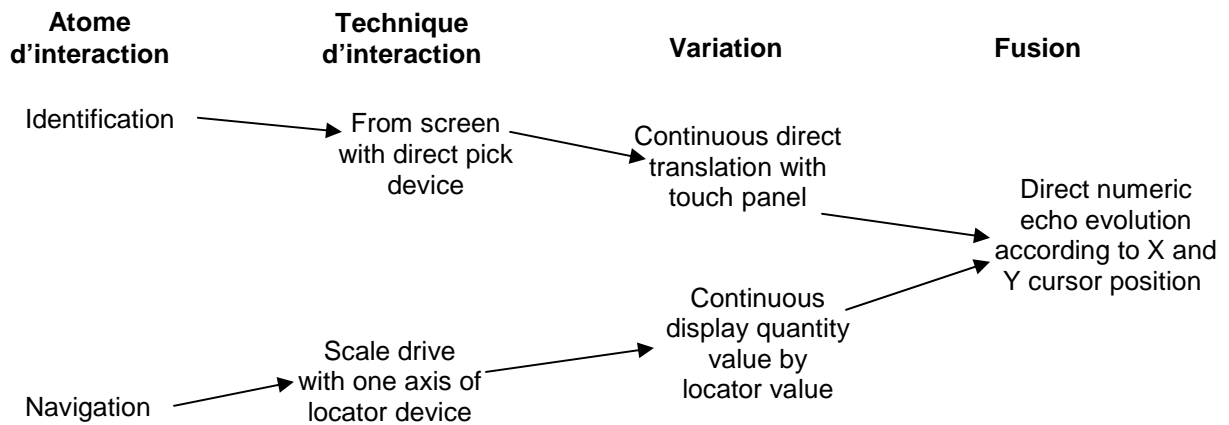 Atome
d’interaction
Technique
d’interaction
Variation
Fusion
Identification
From screen
with direct pick
device
Continuous direct
translation with
touch panel
Direct numeric
echo evolution
according to X and
Y cursor position
Navigation
Scale drive
with one axis of
locator device
Continuous
display quantity
value by
locator value